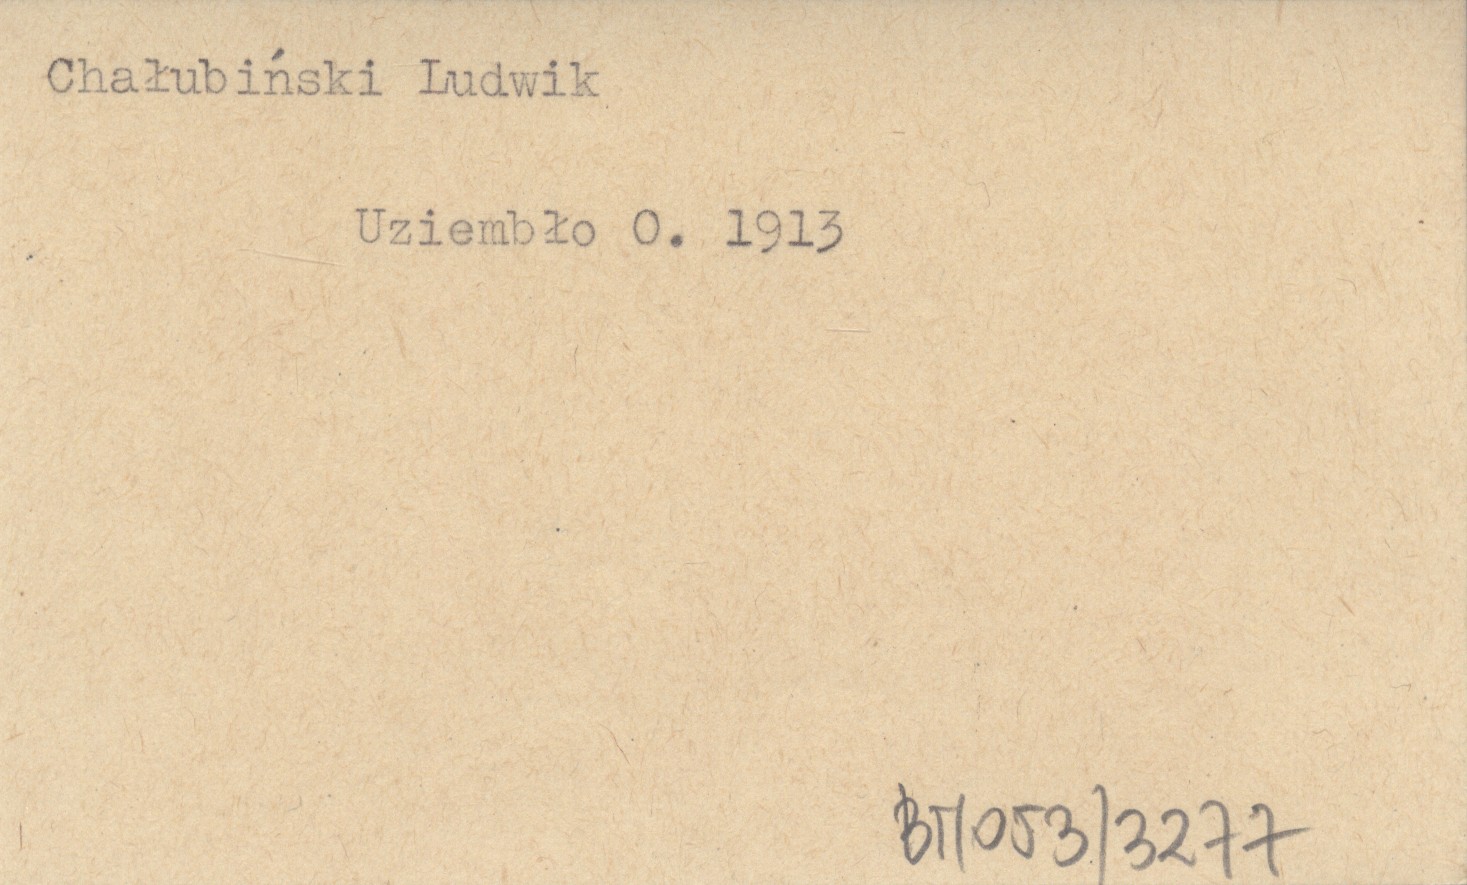 Chałubiński Ludwik
Uziembło O. 1913
BT/053/3277